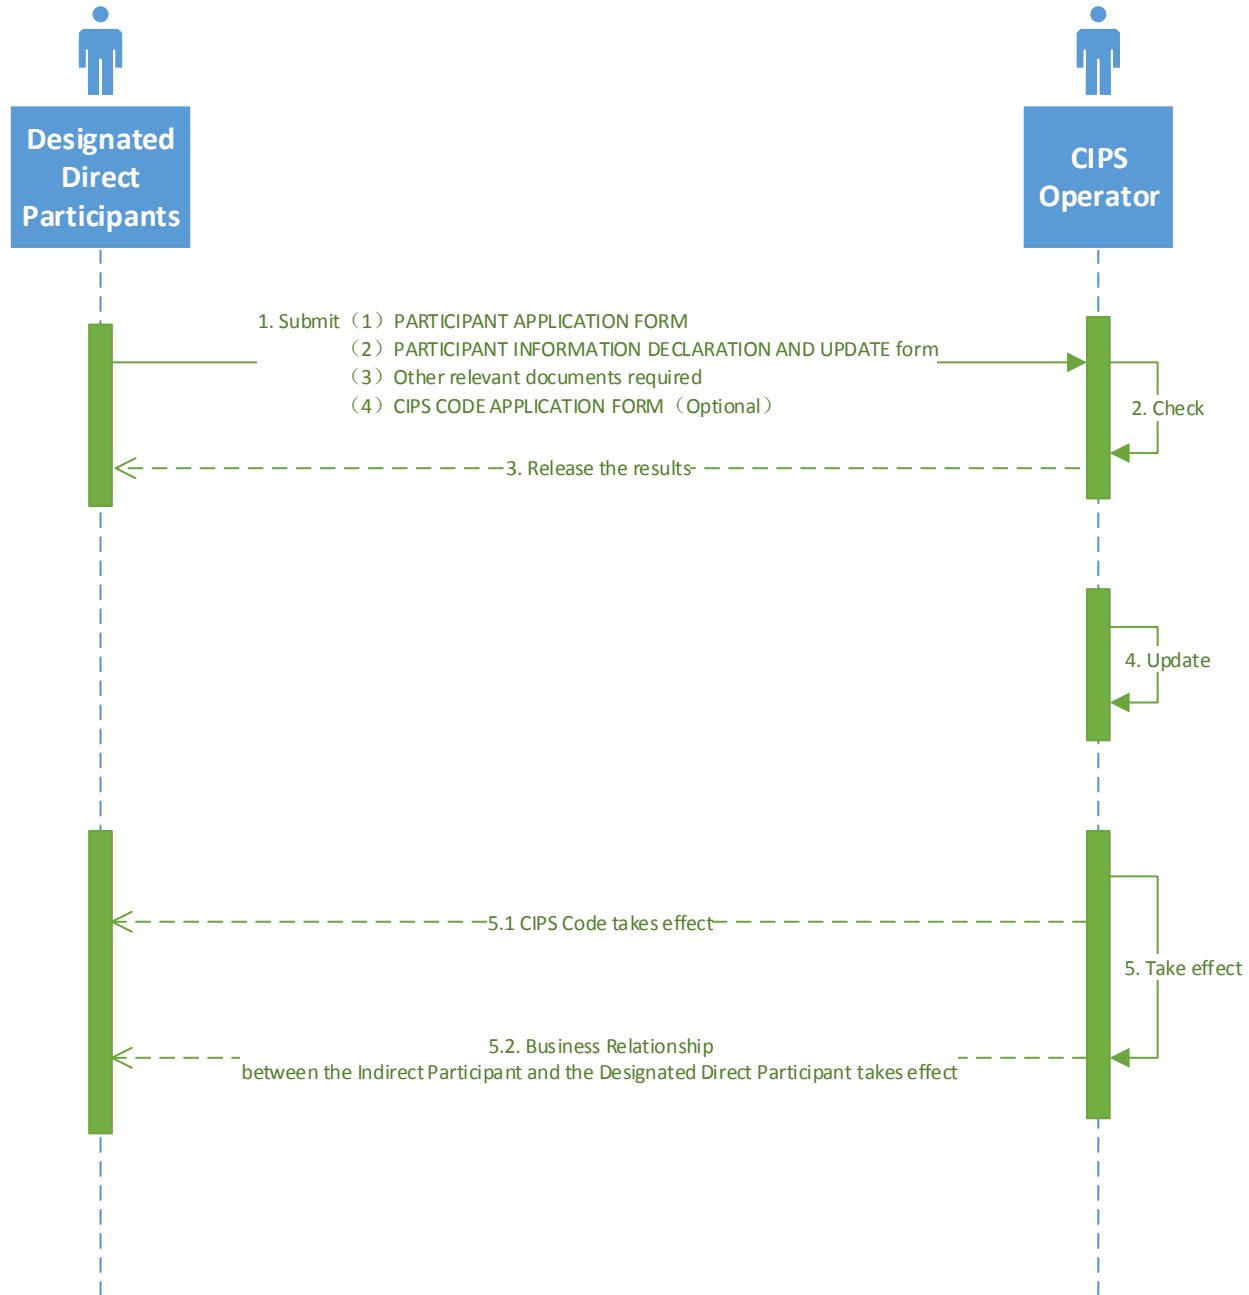 Designated
Direct
Participants
CIPS
Operator
1. Submit（1）PARTICIPANT APPLICATION FORM
（2）PARTICIPANT INFORMATION DECLARATION AND UPDATE form
（3）Other relevant documents required
（4）CIPS CODE APPLICATION FORM（Optional）
2. Check
3. Release the results
4. Update
5.1 CIPS Code takes effect
5. Take effect
5.2. Business Relationship
between the Indirect Participant and the Designated Direct Participant takes effect